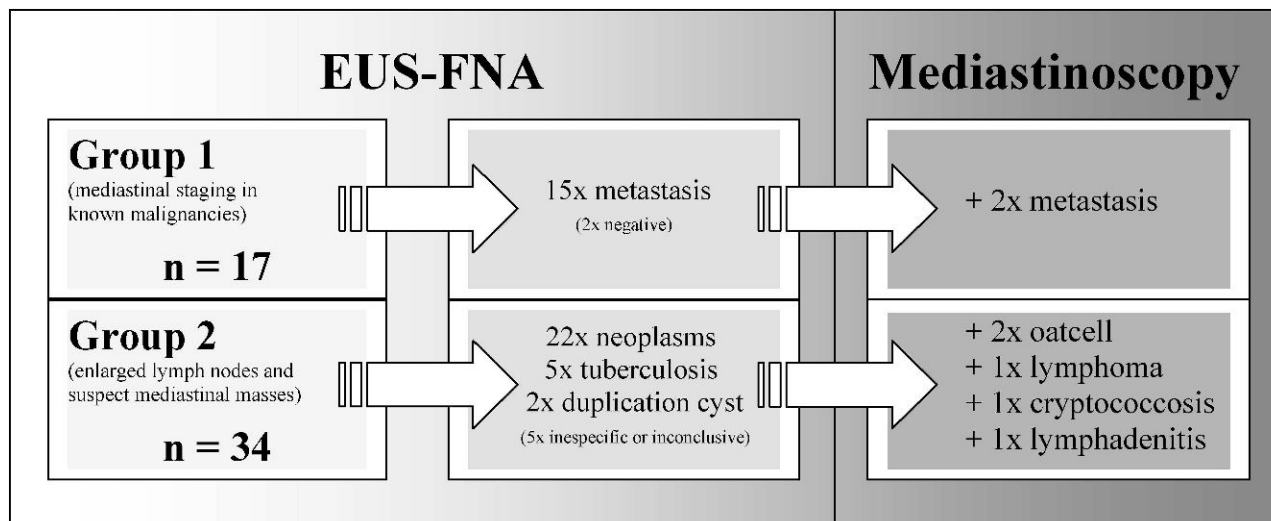 EUS-FNA
Mediastinoscopy
Group 1
(mediastinal staging in
known malignancies)
n = 17
15x metastasis
(2x negative)
+ 2x metastasis
Group 2
(enlarged lymph nodes and
suspect mediastinal masses)
n = 34
22x neoplasms
5x tuberculosis
2x duplication cyst
(5x inespecific or inconclusive)
+ 2x oatcell
+ 1x lymphoma
+ 1x cryptococcosis
+ 1x lymphadenitis